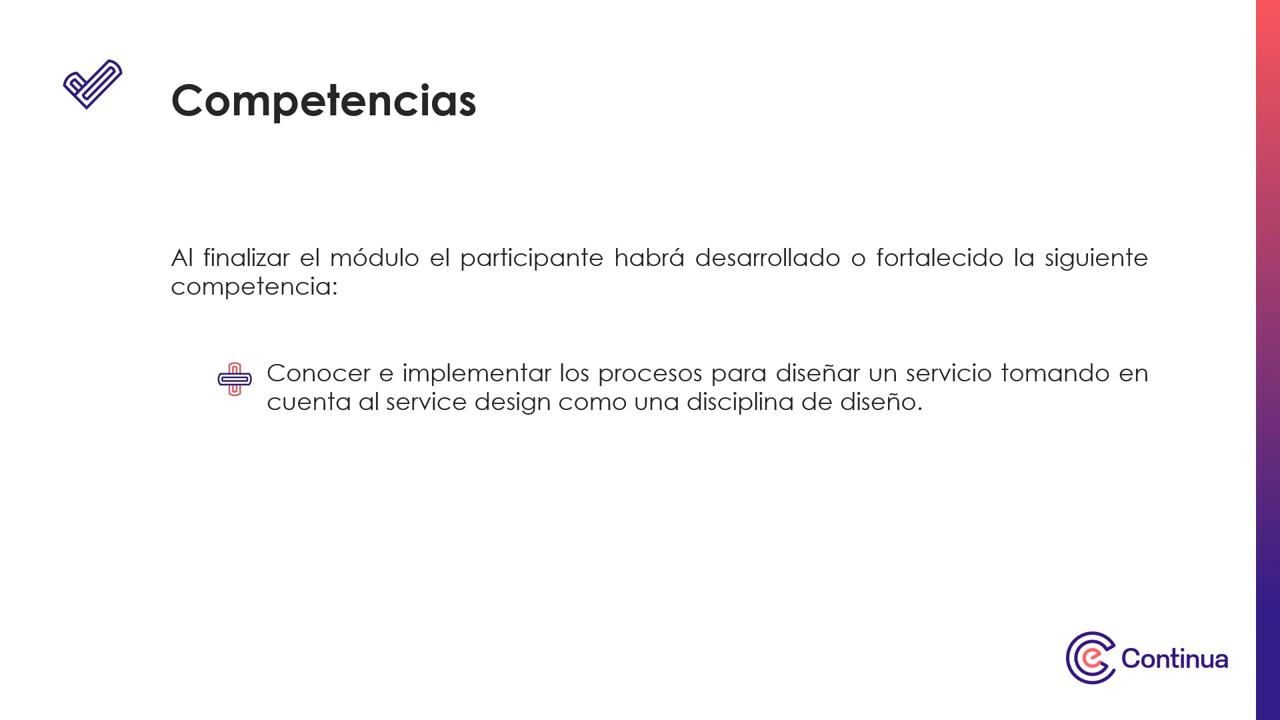 Competencias
Al finalizar el módulo el participante habrá desarrollado o fortalecido la siguiente
competencia:
Conocer e implementar los procesos para diseñar un servicio tomando en
cuenta al service design como una disciplina de diseño.
Continua